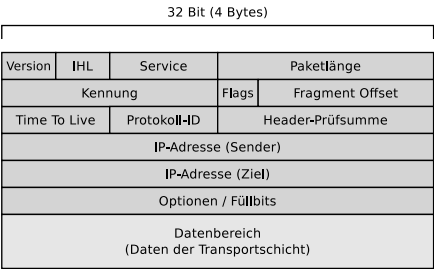 32 Bit (4 Bytes)
Version IHL Service Paketlänge
Kennung Flags Fragment Offset
Time To Live Protokoll-ID Header-Prüfsumme
IP-Adresse (Sender)
IP-Adresse (Ziel)
Optionen / Füllbits
Datenbereich
(Daten der Transportschicht)